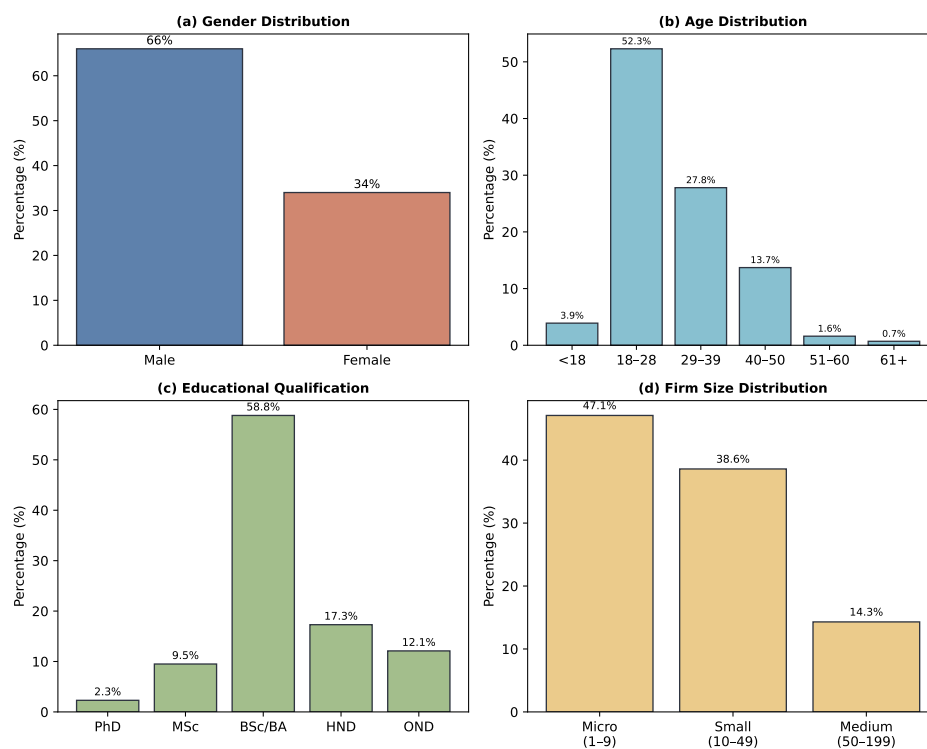 (a) Gender Distribution
Percentage (%)
60
50
40
30
20
10
0
66%
34%
Male
Female
(b) Age Distribution
Percentage (%)
50
40
30
20
10
0
3.9%
52.3%
27.8%
13.7%
1.6%
0.7%
<18
18–28
29–39
40–50
51–60
61+
(c) Educational Qualification
Percentage (%)
60
50
40
30
20
10
0
2.3%
9.5%
58.8%
17.3%
12.1%
PhD
MSc
BSc/BA
HND
OND
(d) Firm Size Distribution
Percentage (%)
40
30
20
10
0
47.1%
38.6%
14.3%
Micro
(1–9)
Small
(10–49)
Medium
(50–199)